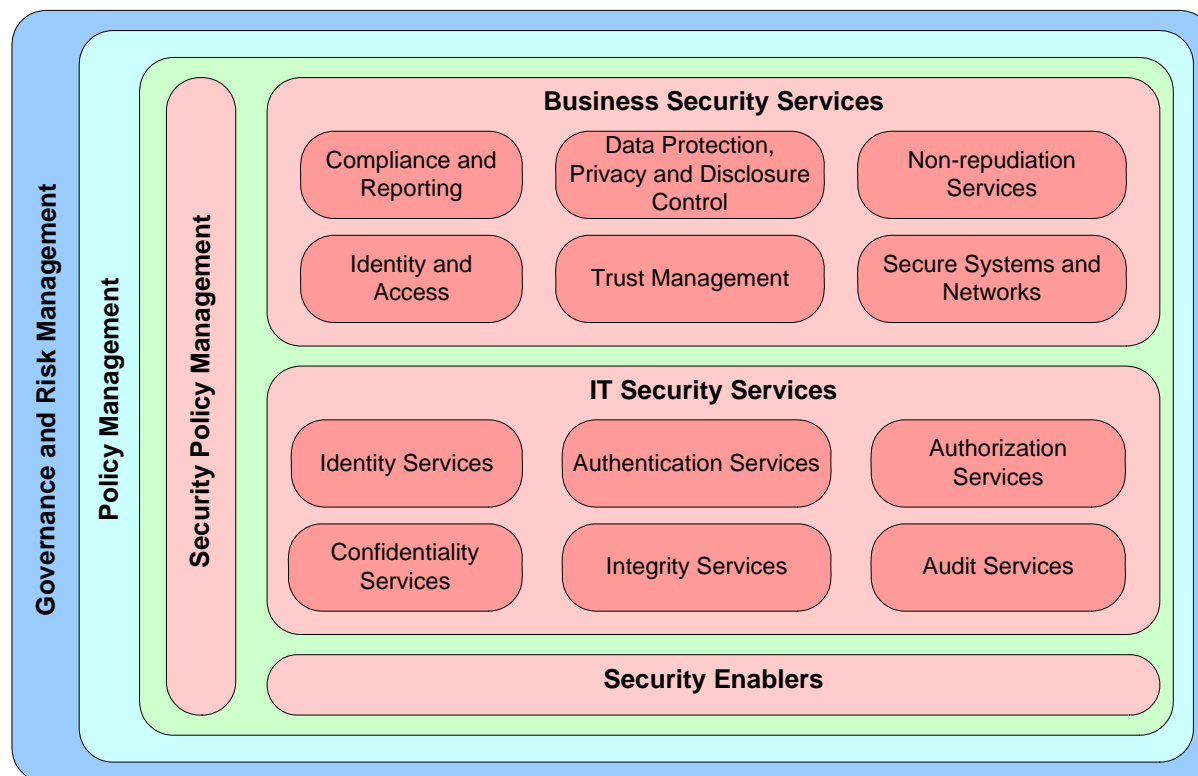 Governance and Risk Management
Policy Management
Security Policy Management
Business Security Services
Compliance and
Reporting
Data Protection,
Privacy and Disclosure
Control
Non-repudiation
Services
Identity and
Access
Trust Management
Secure Systems and
Networks
IT Security Services
Identity Services
Authentication Services
Authorization
Services
Confidentiality
Services
Integrity Services
Audit Services
Security Enablers